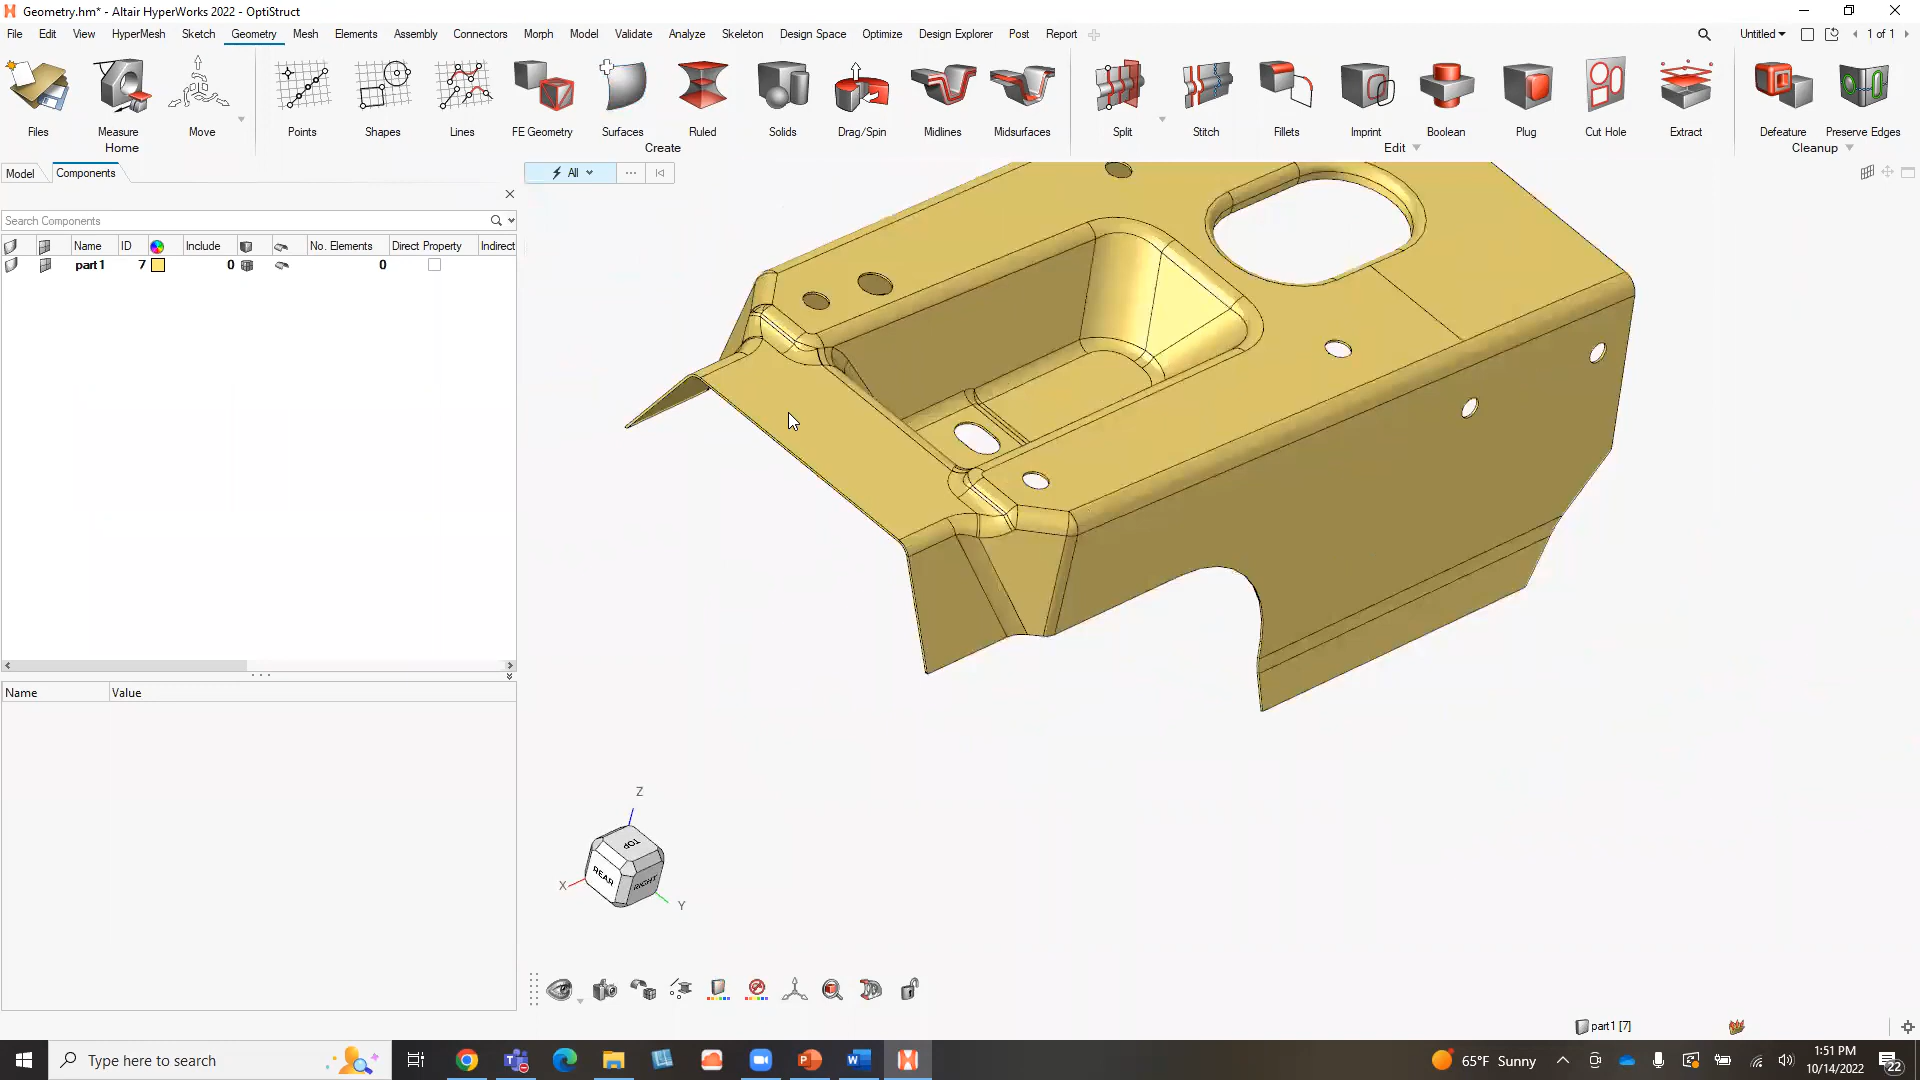 Geometry.hm* - Altair HyperWorks 2022 - OptiStruct
File Edit View HyperMesh Sketch Geometry Mesh Elements Assembly Connectors Morph Model Validate Analyze Skeleton Design Space Optimize Design Explorer Post Report Untitled 1 of 1
Files Measure Move Points Shapes Lines FE Geometry Surfaces Ruled Solids Drag/Spin Midlines Midsurfaces Split Stitch Fillets Imprint Boolean Plug Cut Hole Extract Defeature Preserve Edges
Home Create Edit Cleanup
Model Components All ...
Search Components
Name ID Include No. Elements Direct Property Indirect
part1 7 0 0
Name Value
Z
TOP
REAR
RIGHT
X
Y
part1 [7]
Type here to search
65°F Sunny
1:51 PM
10/14/2022
22